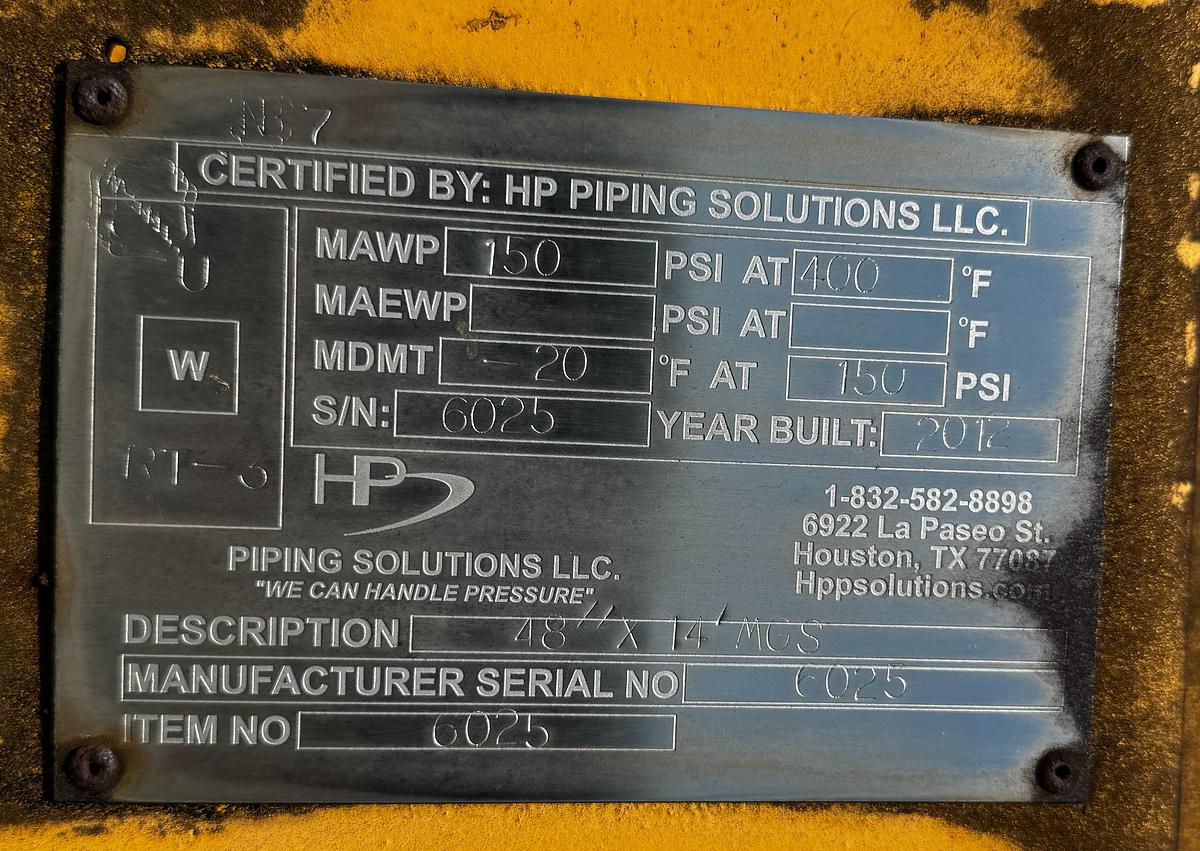 CERTIFIED BY: HP PIPING SOLUTIONS LLC.
MAWP 150 PSI AT 400 °F
MAEWP PSI AT °F
MDMT - 20 °F AT 150 PSI
S/N: 6025 YEAR BUILT: 2012
U
W
RT-3
HP
PIPING SOLUTIONS LLC.
"WE CAN HANDLE PRESSURE"
1-832-582-8898
6922 La Paseo St.
Houston, TX 77087
Hppsolutions.com
DESCRIPTION 48" X 14' MGS
MANUFACTURER SERIAL NO 6025
ITEM NO 6025